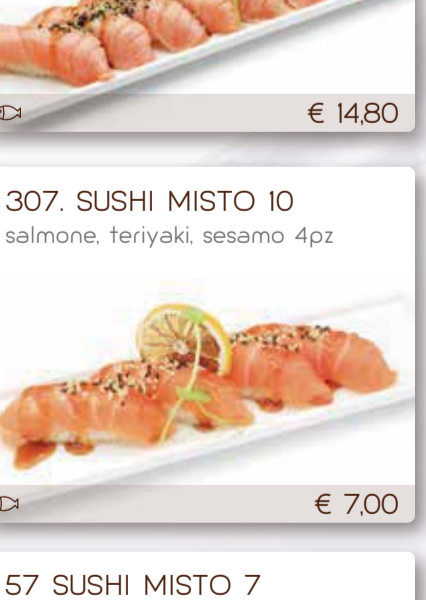 € 14,80
307. SUSHI MISTO 10
salmone, teriyaki, sesamo 4pz
€ 7,00
57 SUSHI MISTO 7